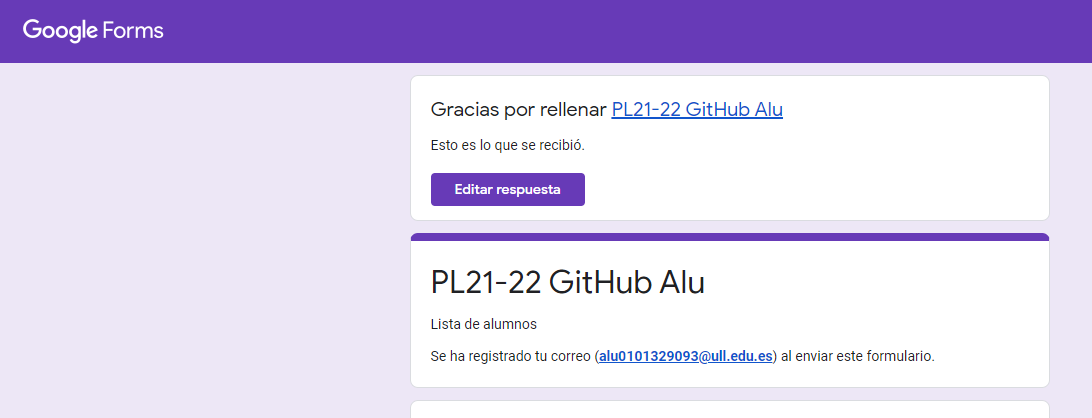 Google Forms
Gracias por rellenar PL21-22 GitHub Alu
Esto es lo que se recibió.
Editar respuesta
PL21-22 GitHub Alu
Lista de alumnos
Se ha registrado tu correo (alu0101329093@ull.edu.es) al enviar este formulario.